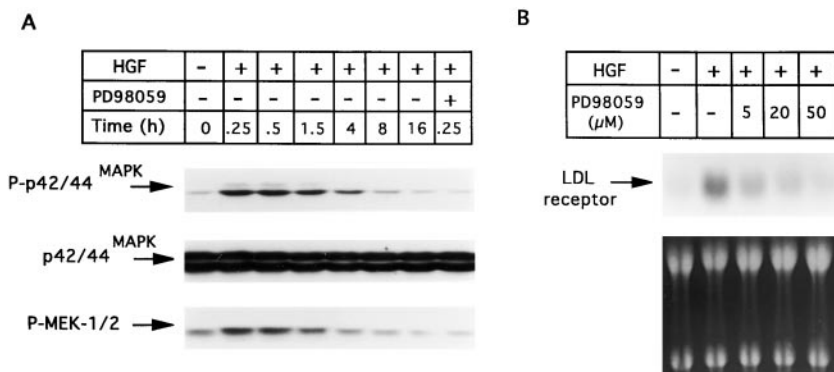 A
HGF - + + + + + + +
PD98059 - - - - - - - +
Time (h) 0 .25 .5 1.5 4 8 16 .25
P-p42/44 MAPK
p42/44 MAPK
P-MEK-1/2
B
HGF - + + + +
PD98059 (µM) - - 5 20 50
LDL
receptor